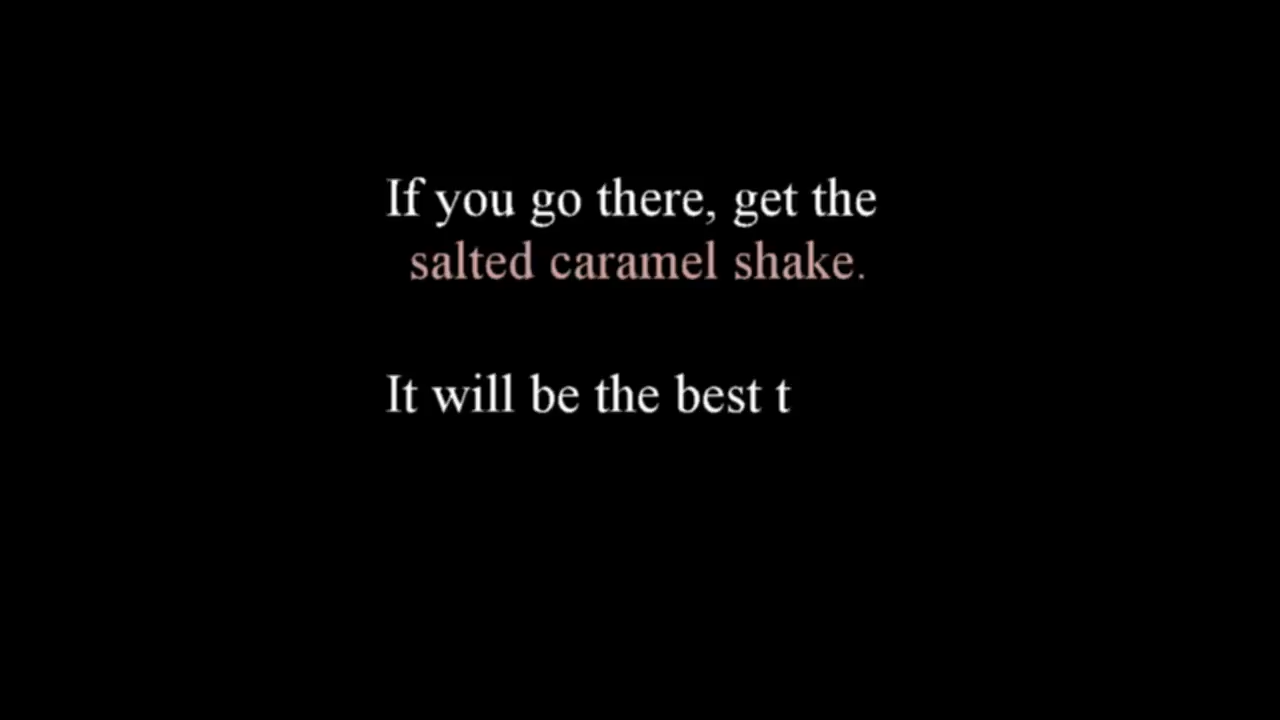 If you go there, get the
salted caramel shake.
It will be the best t